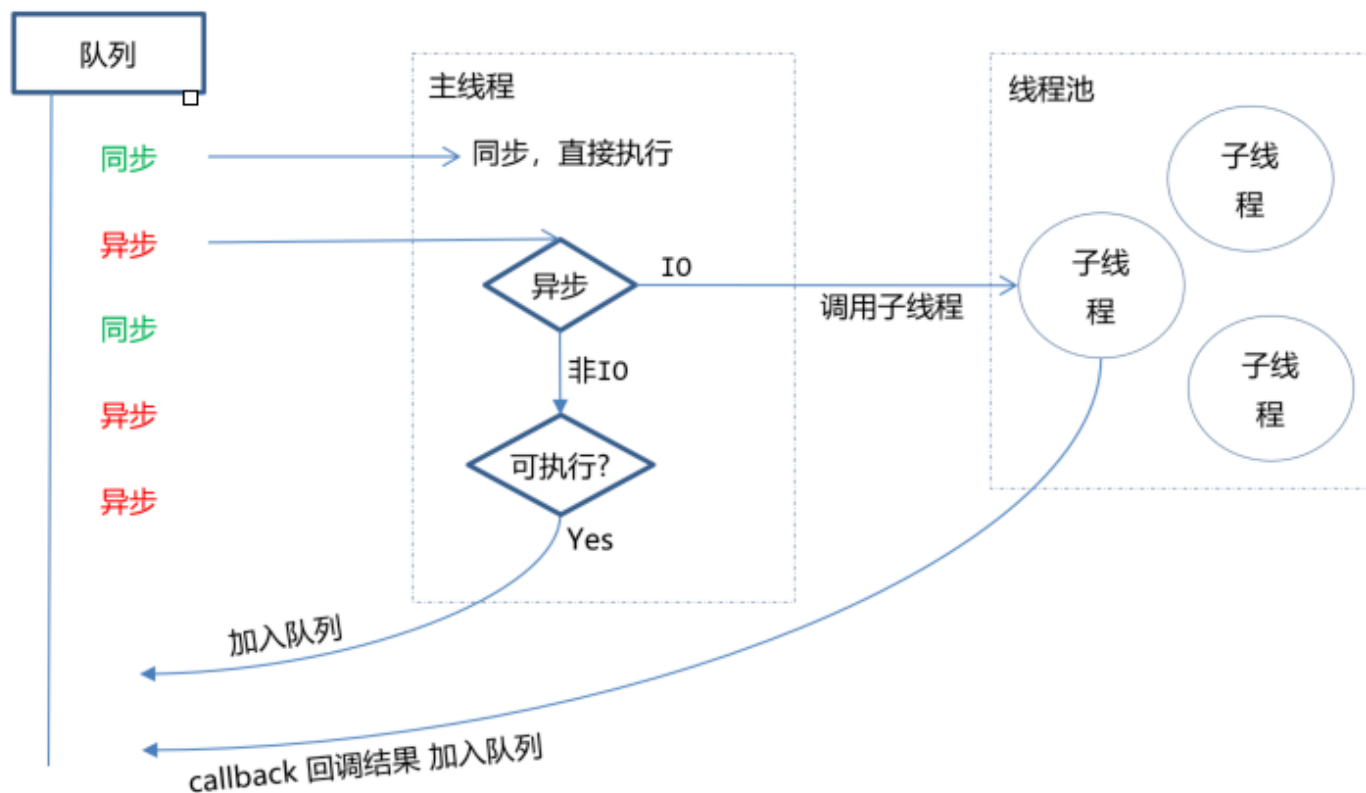 队列
主线程
线程池
同步
同步，直接执行
子线
程
异步
异步
IO
调用子线程
子线
程
同步
非IO
子线
程
异步
可执行?
异步
Yes
加入队列
callback 回调结果 加入队列